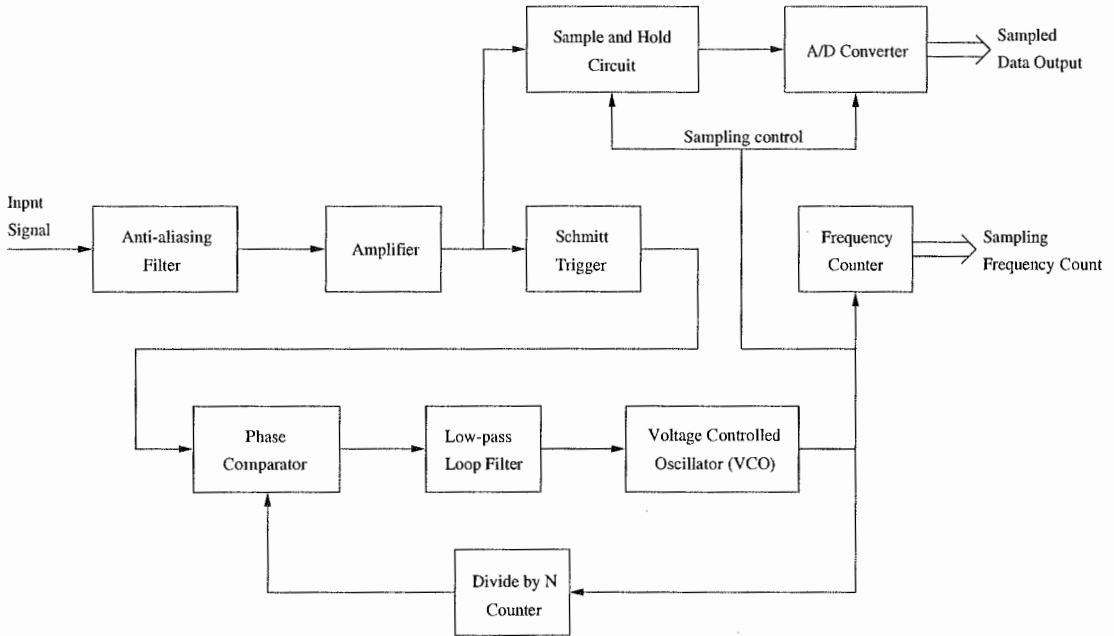 Sample and Hold
Circuit
A/D Converter
Sampled
Data Output
Sampling control
Inpnt
Signal
Anti-aliasing
Filter
Amplifier
Schmitt
Trigger
Frequency
Counter
Sampling
Frequency Count
Phase
Comparator
Low-pass
Loop Filter
Voltage Controlled
Oscillator (VCO)
Divide by N
Counter